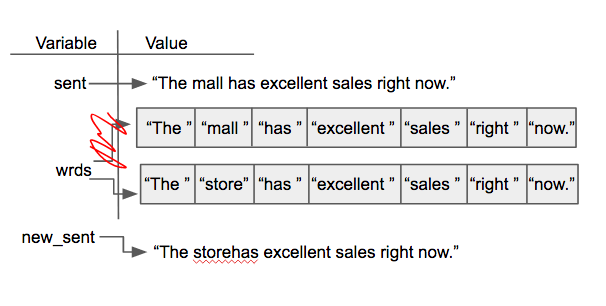 Variable Value
sent “The mall has excellent sales right now.”
“The ” “mall ” “has ” “excellent ” “sales ” “right ” “now.”
wrds
“The ” “store” “has ” “excellent ” “sales ” “right ” “now.”
new_sent
“The storehas excellent sales right now.”